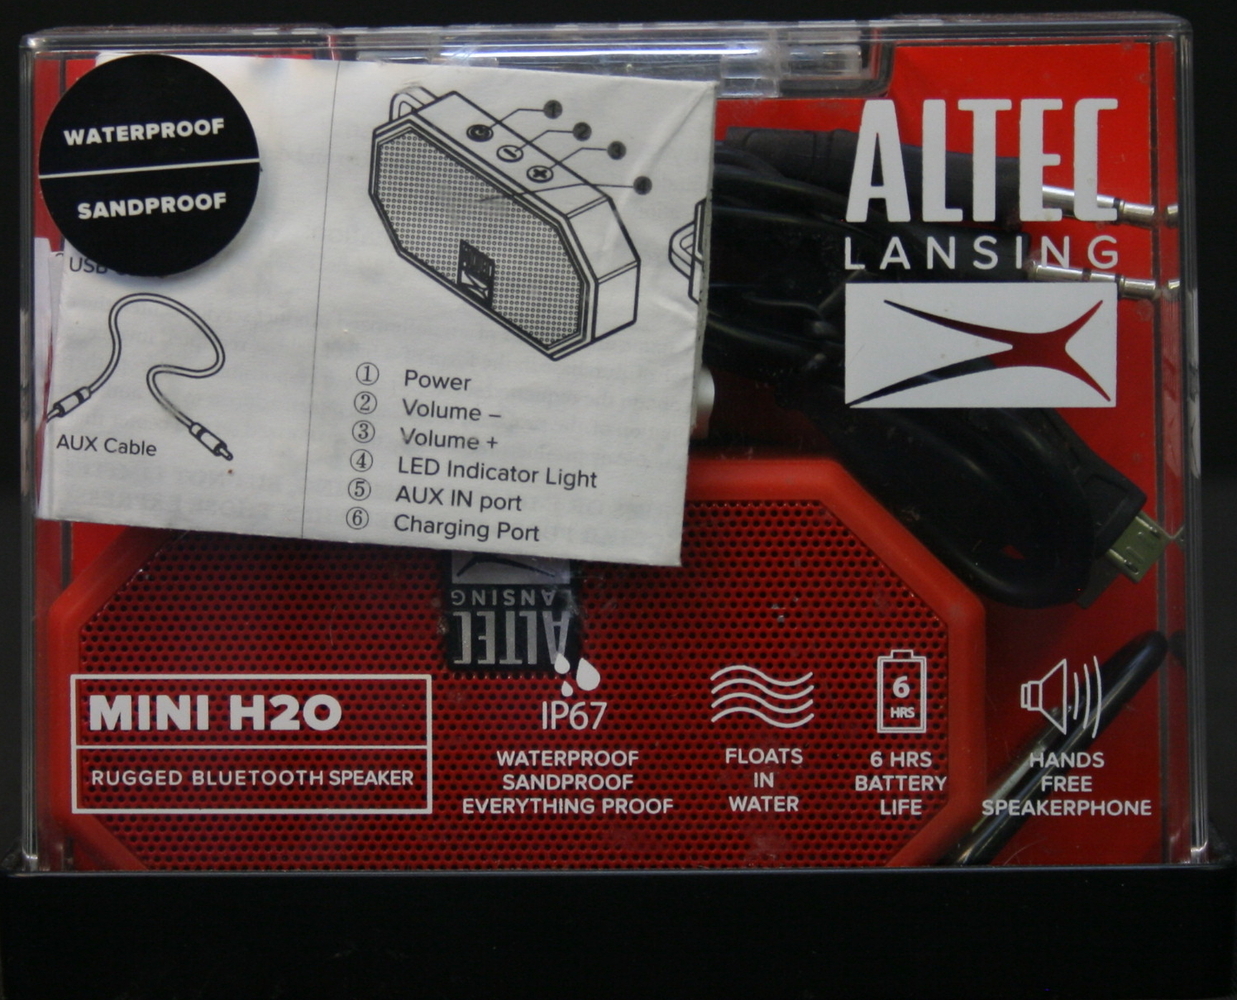 WATERPROOF
SANDPROOF
USB
AUX Cable
① Power
② Volume –
③ Volume +
④ LED Indicator Light
⑤ AUX IN port
⑥ Charging Port
ALTEC
LANSING
ALTEC
LANSING
MINI H2O
RUGGED BLUETOOTH SPEAKER
IP67
WATERPROOF
SANDPROOF
EVERYTHING PROOF
FLOATS
IN
WATER
6
HRS
6 HRS
BATTERY
LIFE
HANDS
FREE
SPEAKERPHONE